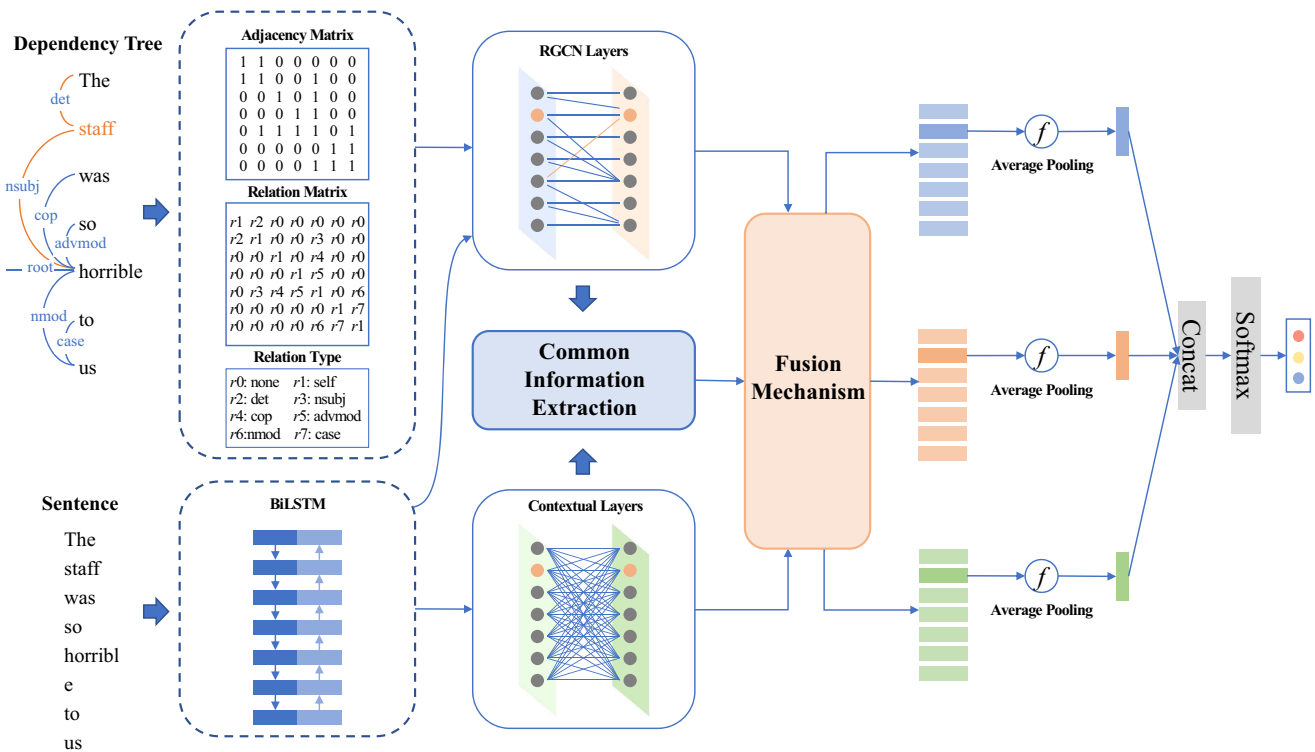 Dependency Tree
The
det
staff
nsubj
was
cop
so
advmod
root
horrible
nmod
to
case
us
Adjacency Matrix
1 1 0 0 0 0 0
1 1 0 0 1 0 0
0 0 1 0 1 0 0
0 0 0 1 1 0 0
0 1 1 1 1 0 1
0 0 0 0 0 1 1
0 0 0 0 1 1 1
Relation Matrix
r1 r2 r0 r0 r0 r0 r0
r2 r1 r0 r0 r3 r0 r0
r0 r0 r1 r0 r4 r0 r0
r0 r0 r0 r1 r5 r0 r0
r0 r3 r4 r5 r1 r0 r6
r0 r0 r0 r0 r0 r1 r7
r0 r0 r0 r0 r6 r7 r1
Relation Type
r0: none r1: self
r2: det r3: nsubj
r4: cop r5: advmod
r6:nmod r7: case
Sentence
The
staff
was
so
horribl
e
to
us
BiLSTM
RGCN Layers
Common
Information
Extraction
Contextual Layers
Fusion
Mechanism
f
Average Pooling
f
Average Pooling
f
Average Pooling
Concat
Softmax